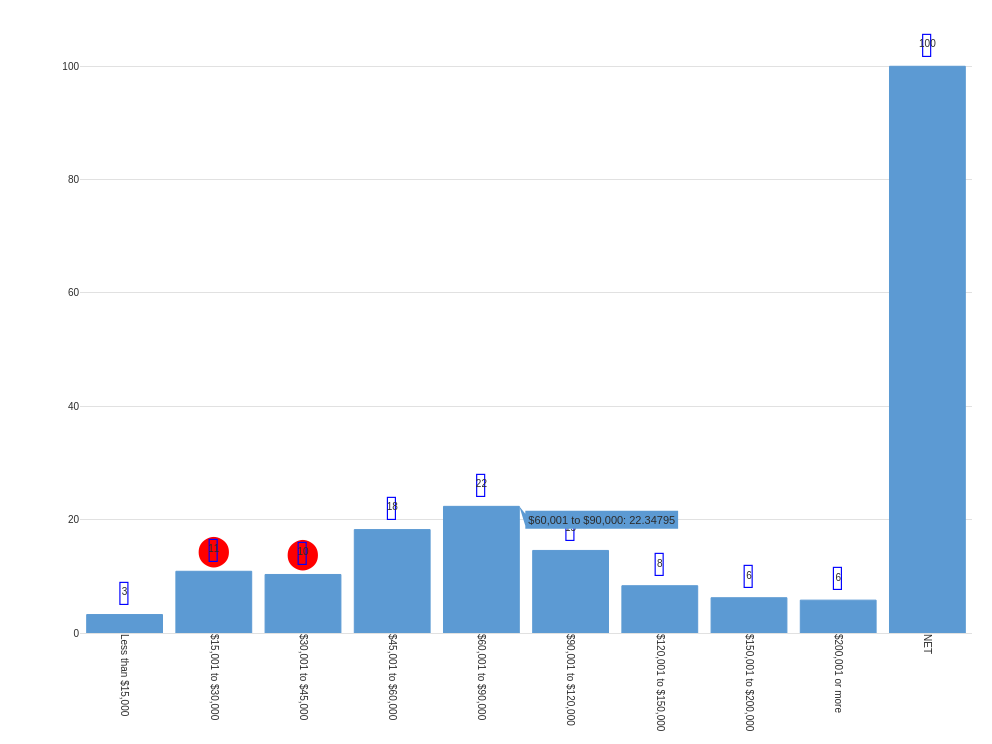 100
100
80
60
40
22
18
20
$60,001 to $90,000: 22.34795
11
10
8
6
6
3
0
Less than $15,000
$15,001 to $30,000
$30,001 to $45,000
$45,001 to $60,000
$60,001 to $90,000
$90,001 to $120,000
$120,001 to $150,000
$150,001 to $200,000
$200,001 or more
NET